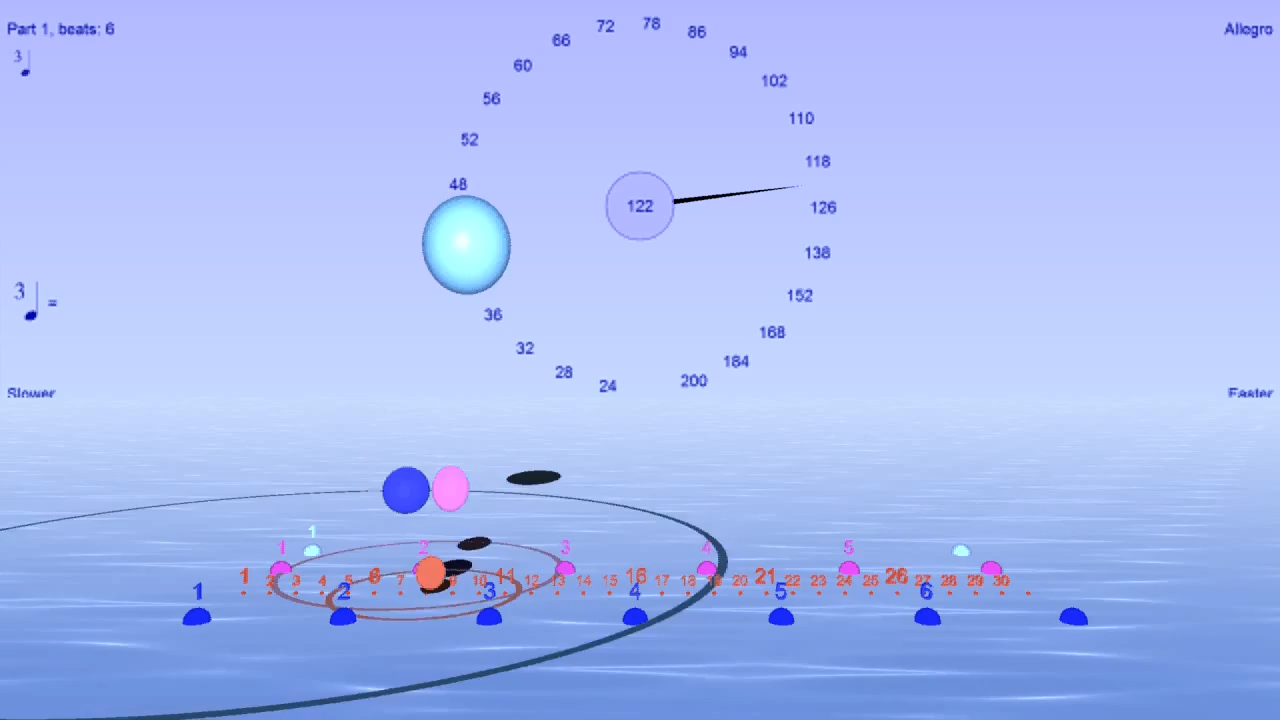 Part 1, beats: 6
Allegro
3
72 78 86
66 94
60 102
56 110
52 118
48
122 126
138
3 =
36 152
32 168
28 184
24 200
Slower
Faster
1
1 2 3 4 5
1 2 3 4 5 6 7 9 10 11 12 13 14 15 16 17 18 19 20 21 22 23 24 25 26 27 28 29 30
1 2 3 4 5 6